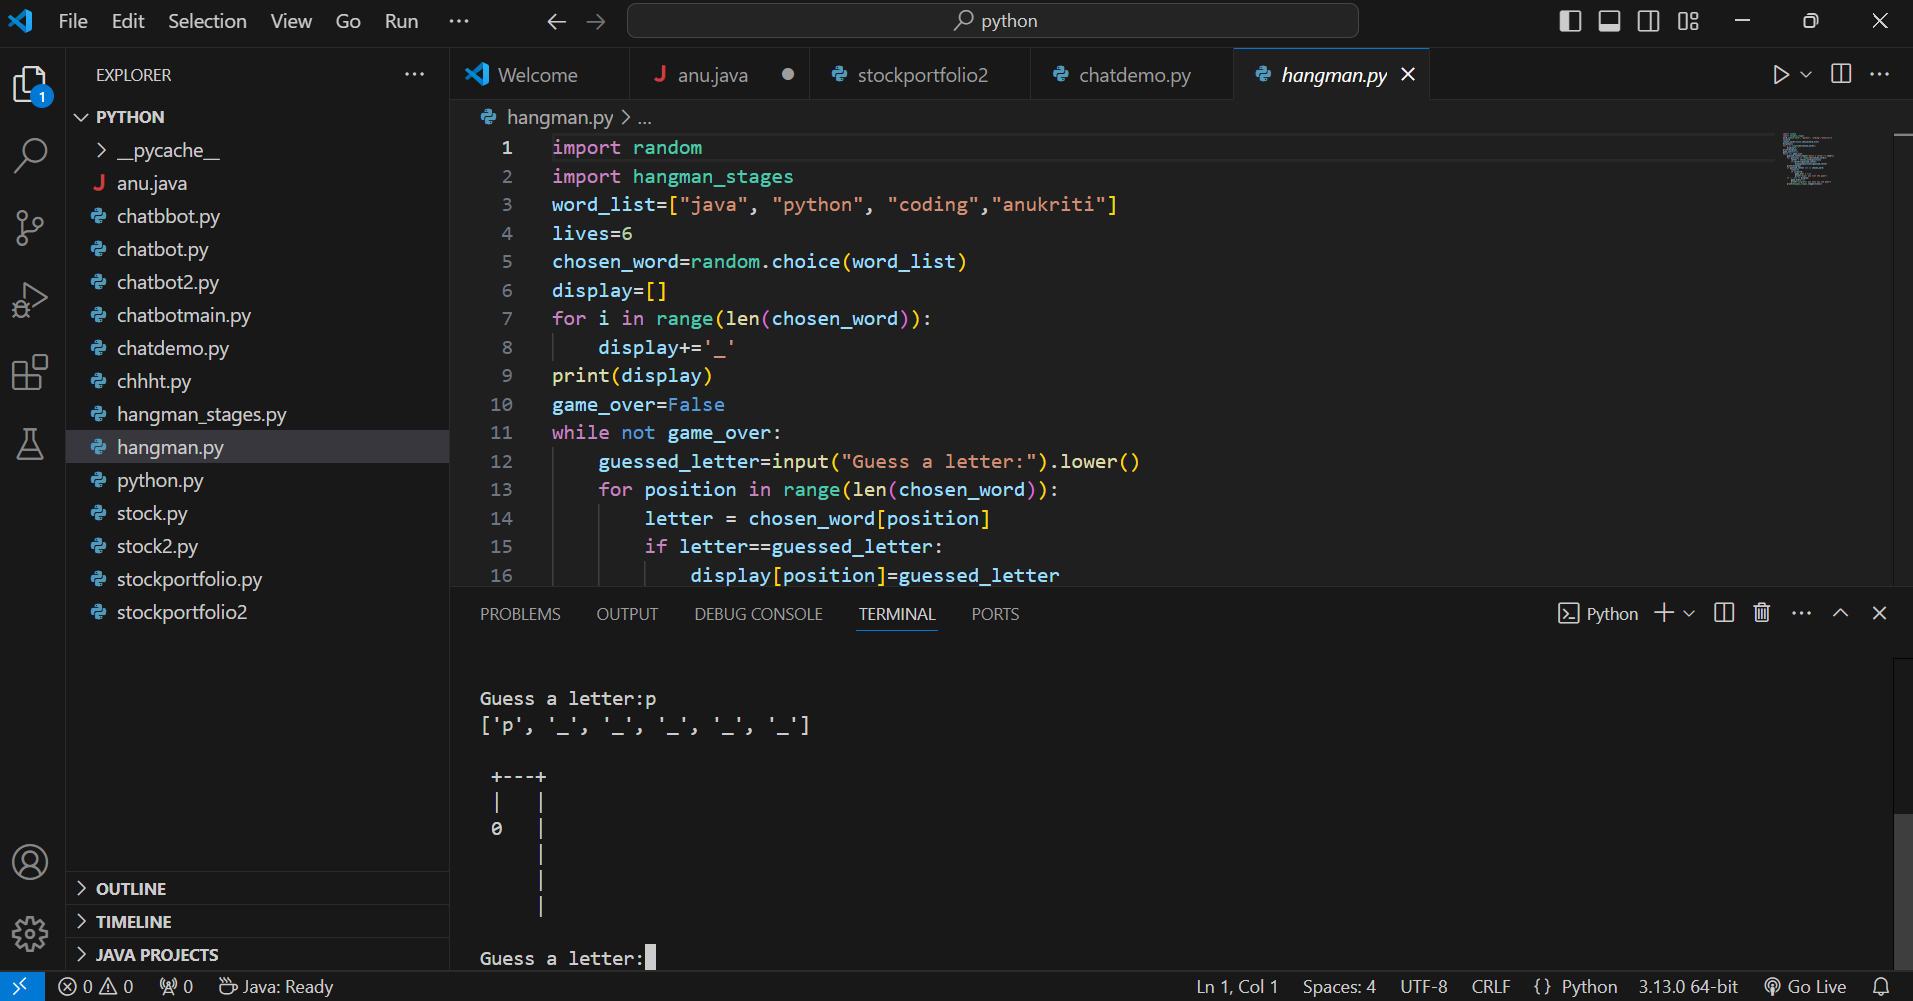 File Edit Selection View Go Run ···
python
EXPLORER ···
1
PYTHON
__pycache__
J anu.java
chatbbot.py
chatbot.py
chatbot2.py
chatbotmain.py
chatdemo.py
chhht.py
hangman_stages.py
hangman.py
python.py
stock.py
stock2.py
stockportfolio.py
stockportfolio2
OUTLINE
TIMELINE
JAVA PROJECTS
Welcome J anu.java stockportfolio2 chatdemo.py hangman.py
hangman.py > ...
1 import random
2 import hangman_stages
3 word_list=["java", "python", "coding","anukriti"]
4 lives=6
5 chosen_word=random.choice(word_list)
6 display=[]
7 for i in range(len(chosen_word)):
8 display+='_'
9 print(display)
10 game_over=False
11 while not game_over:
12 guessed_letter=input("Guess a letter:").lower()
13 for position in range(len(chosen_word)):
14 letter = chosen_word[position]
15 if letter==guessed_letter:
16 display[position]=guessed_letter
PROBLEMS OUTPUT DEBUG CONSOLE TERMINAL PORTS
Python
Guess a letter:p
['p', '_', '_', '_', '_', '_']
+---+
|   |
0   |
|
|
|
Guess a letter:
0 0 0 Java: Ready Ln 1, Col 1 Spaces: 4 UTF-8 CRLF {} Python 3.13.0 64-bit Go Live